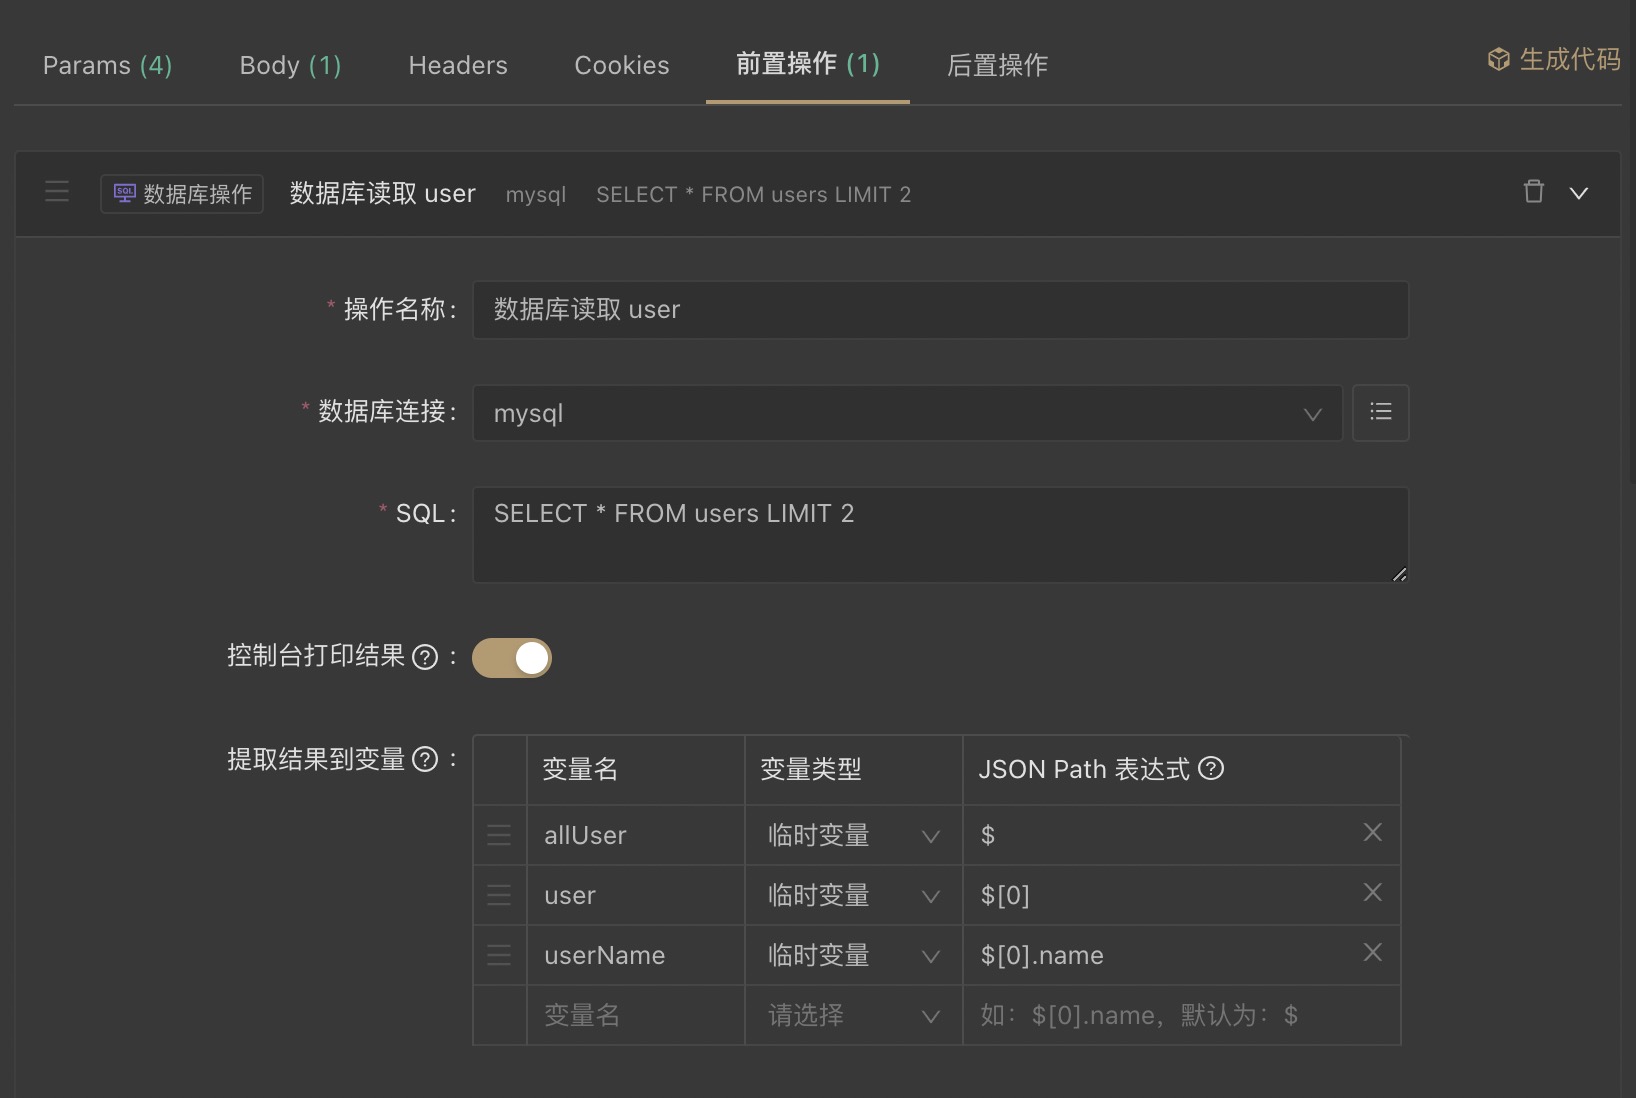 Params (4) Body (1) Headers Cookies 前置操作 (1) 后置操作 生成代码
SQL 数据库操作 数据库读取 user mysql SELECT * FROM users LIMIT 2
* 操作名称: 数据库读取 user
* 数据库连接: mysql
* SQL: SELECT * FROM users LIMIT 2
控制台打印结果 ? :
提取结果到变量 ? : 变量名 变量类型 JSON Path 表达式 ?
allUser 临时变量 $
user 临时变量 $[0]
userName 临时变量 $[0].name
变量名 请选择 如：$[0].name，默认为：$